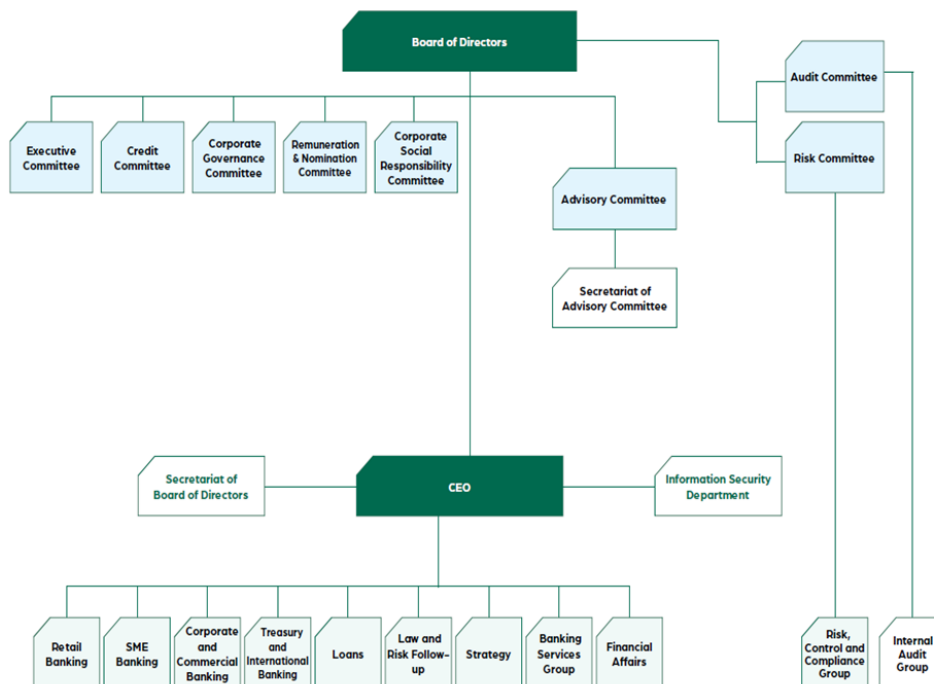 Board of Directors
Audit Committee
Executive
Committee
Credit
Committee
Corporate
Governance
Committee
Remuneration
& Nomination
Committee
Corporate
Social
Responsibility
Committee
Risk Committee
Advisory Committee
Secretariat of
Advisory Committee
Secretariat of
Board of Directors
CEO
Information Security
Department
Retail
Banking
SME
Banking
Corporate
and
Commercial
Banking
Treasury
and
International
Banking
Loans
Law and
Risk Follow-
up
Strategy
Banking
Services
Group
Financial
Affairs
Risk,
Control and
Compliance
Group
Internal
Audit
Group